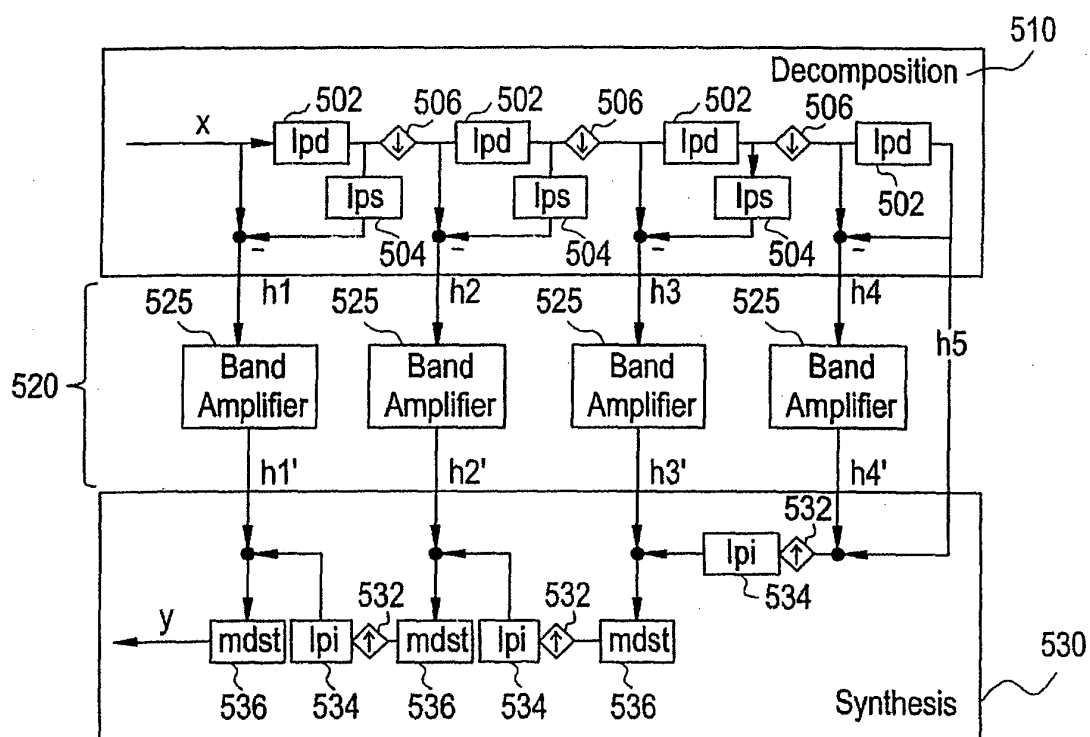 510
Decomposition
x
502
506
502
506
502
506
lpd
lpd
lpd
lpd
lps
lps
lps
502
504
504
504
-
-
-
-
h1
h2
h3
h4
h5
520
525
525
525
525
Band
Amplifier
Band
Amplifier
Band
Amplifier
Band
Amplifier
h1'
h2'
h3'
h4'
lpi
532
534
y
532
532
mdst
lpi
mdst
lpi
mdst
536
534
536
534
536
530
Synthesis